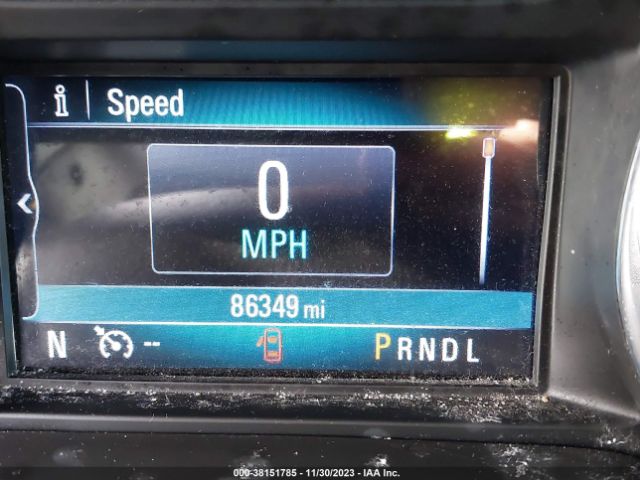 i Speed
0
MPH
86349 mi
N -- PRNDL
000-38151785 - 11/30/2023 - IAA Inc.